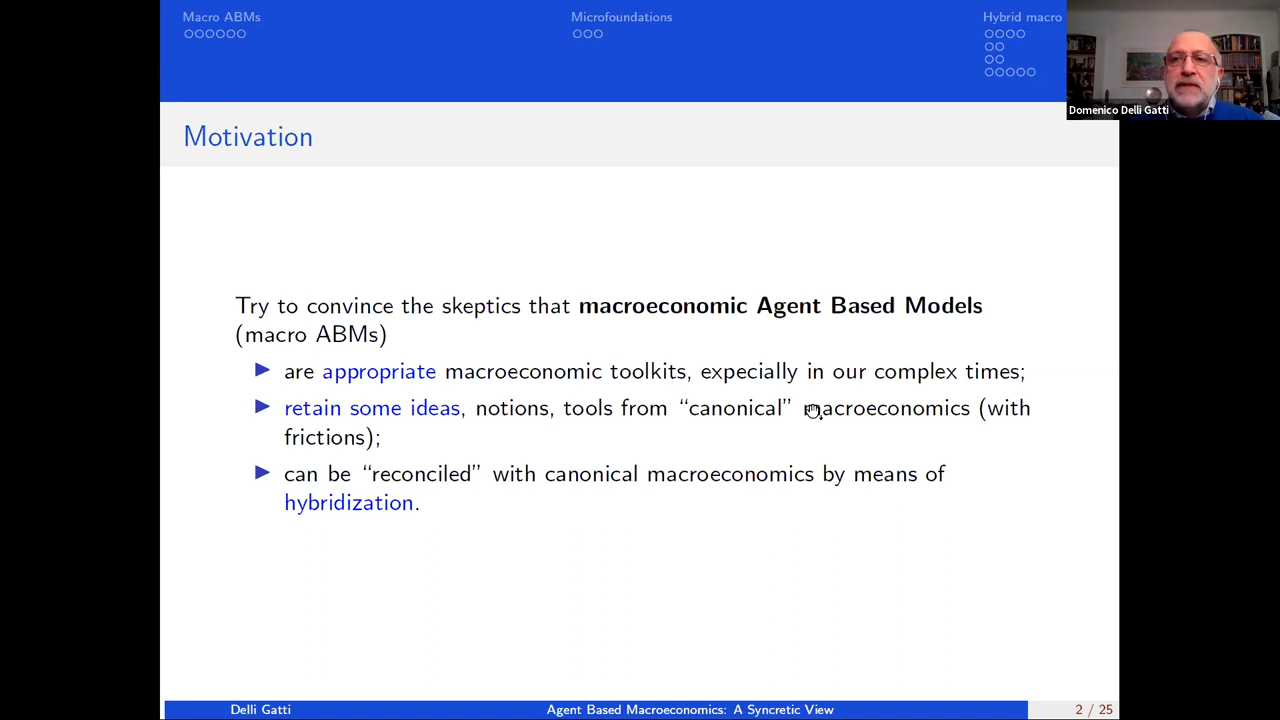 Macro ABMs
Microfoundations
Hybrid macro
Domenico Delli Gatti
Motivation
Try to convince the skeptics that macroeconomic Agent Based Models
(macro ABMs)
are appropriate macroeconomic toolkits, expecially in our complex times;
retain some ideas, notions, tools from “canonical” macroeconomics (with
frictions);
can be “reconciled” with canonical macroeconomics by means of
hybridization.
Delli Gatti
Agent Based Macroeconomics: A Syncretic View
2 / 25